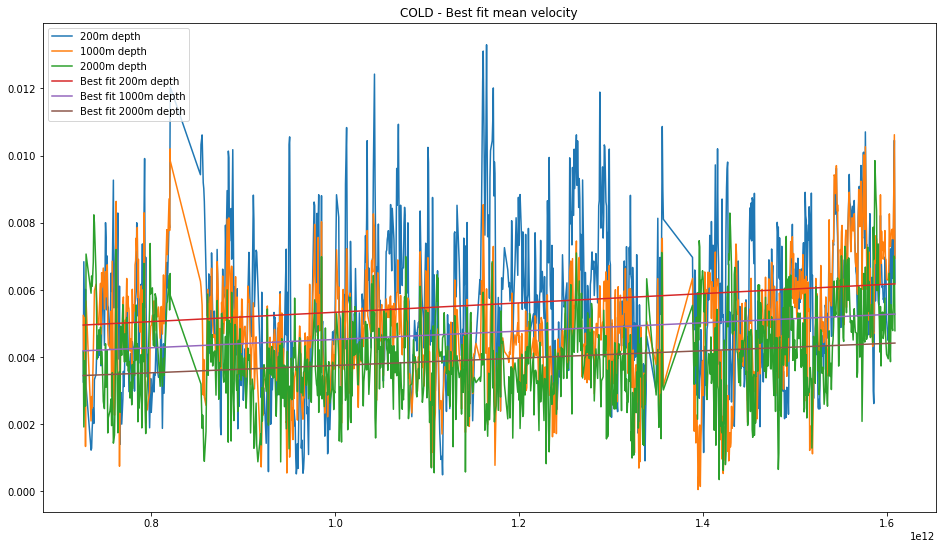 COLD - Best fit mean velocity
200m depth
1000m depth
2000m depth
Best fit 200m depth
Best fit 1000m depth
Best fit 2000m depth
0.012
0.010
0.008
0.006
0.004
0.002
0.000
0.8 1.0 1.2 1.4 1.6
1e12